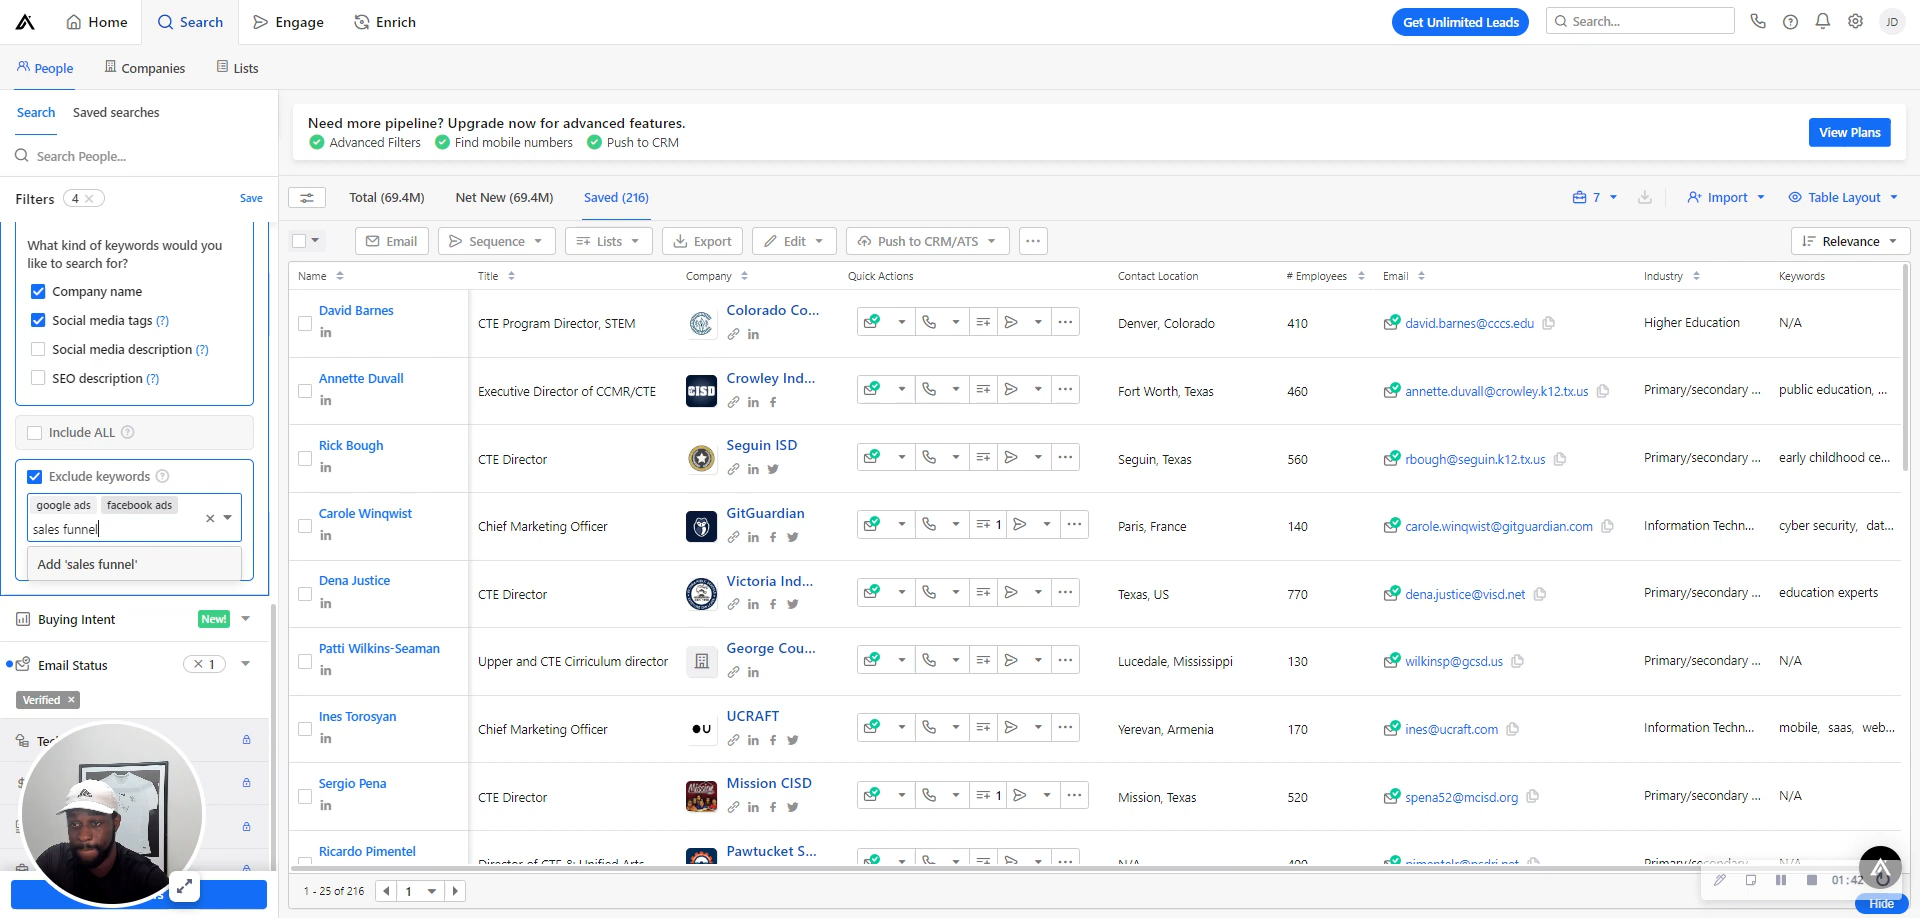 Home
Search
Engage
Enrich
Get Unlimited Leads
Search...
JD
People
Companies
Lists
Search
Saved searches
Search People...
Filters 4
Save
What kind of keywords would you
like to search for?
Company name
Social media tags (?)
Social media description (?)
SEO description (?)
Include ALL
Exclude keywords
google ads facebook ads
sales funnel
Add 'sales funnel'
Buying Intent New!
Email Status 1
Verified
Need more pipeline? Upgrade now for advanced features.
Advanced Filters Find mobile numbers Push to CRM
View Plans
Total (69.4M) Net New (69.4M) Saved (216)
7 Import Table Layout
Email Sequence Lists Export Edit Push to CRM/ATS Relevance
Name Title Company Quick Actions Contact Location # Employees Email Industry Keywords
David Barnes CTE Program Director, STEM Colorado Co... Denver, Colorado 410 david.barnes@cccs.edu Higher Education N/A
Annette Duvall Executive Director of CCMR/CTE CISD Crowley Ind... Fort Worth, Texas 460 annette.duvall@crowley.k12.tx.us Primary/secondary ... public education, ...
Rick Bough CTE Director Seguin ISD Seguin, Texas 560 rbough@seguin.k12.tx.us Primary/secondary ... early childhood ce...
Carole Winqwist Chief Marketing Officer GitGuardian 1 Paris, France 140 carole.winqwist@gitguardian.com Information Techn... cyber security, dat...
Dena Justice CTE Director Victoria Ind... Texas, US 770 dena.justice@visd.net Primary/secondary ... education experts
Patti Wilkins-Seaman Upper and CTE Cirriculum director George Cou... Lucedale, Mississippi 130 wilkinsp@gcsd.us Primary/secondary ... N/A
Ines Torosyan Chief Marketing Officer UCRAFT Yerevan, Armenia 170 ines@ucraft.com Information Techn... mobile, saas, web...
Sergio Pena CTE Director Mission CISD 1 Mission, Texas 520 spena52@mcisd.org Primary/secondary ... N/A
Ricardo Pimentel Director of CTE & Unified Arts Pawtucket S... N/A pimentelr@psdri.net N/A
1 - 25 of 216 1
01:42
Hide